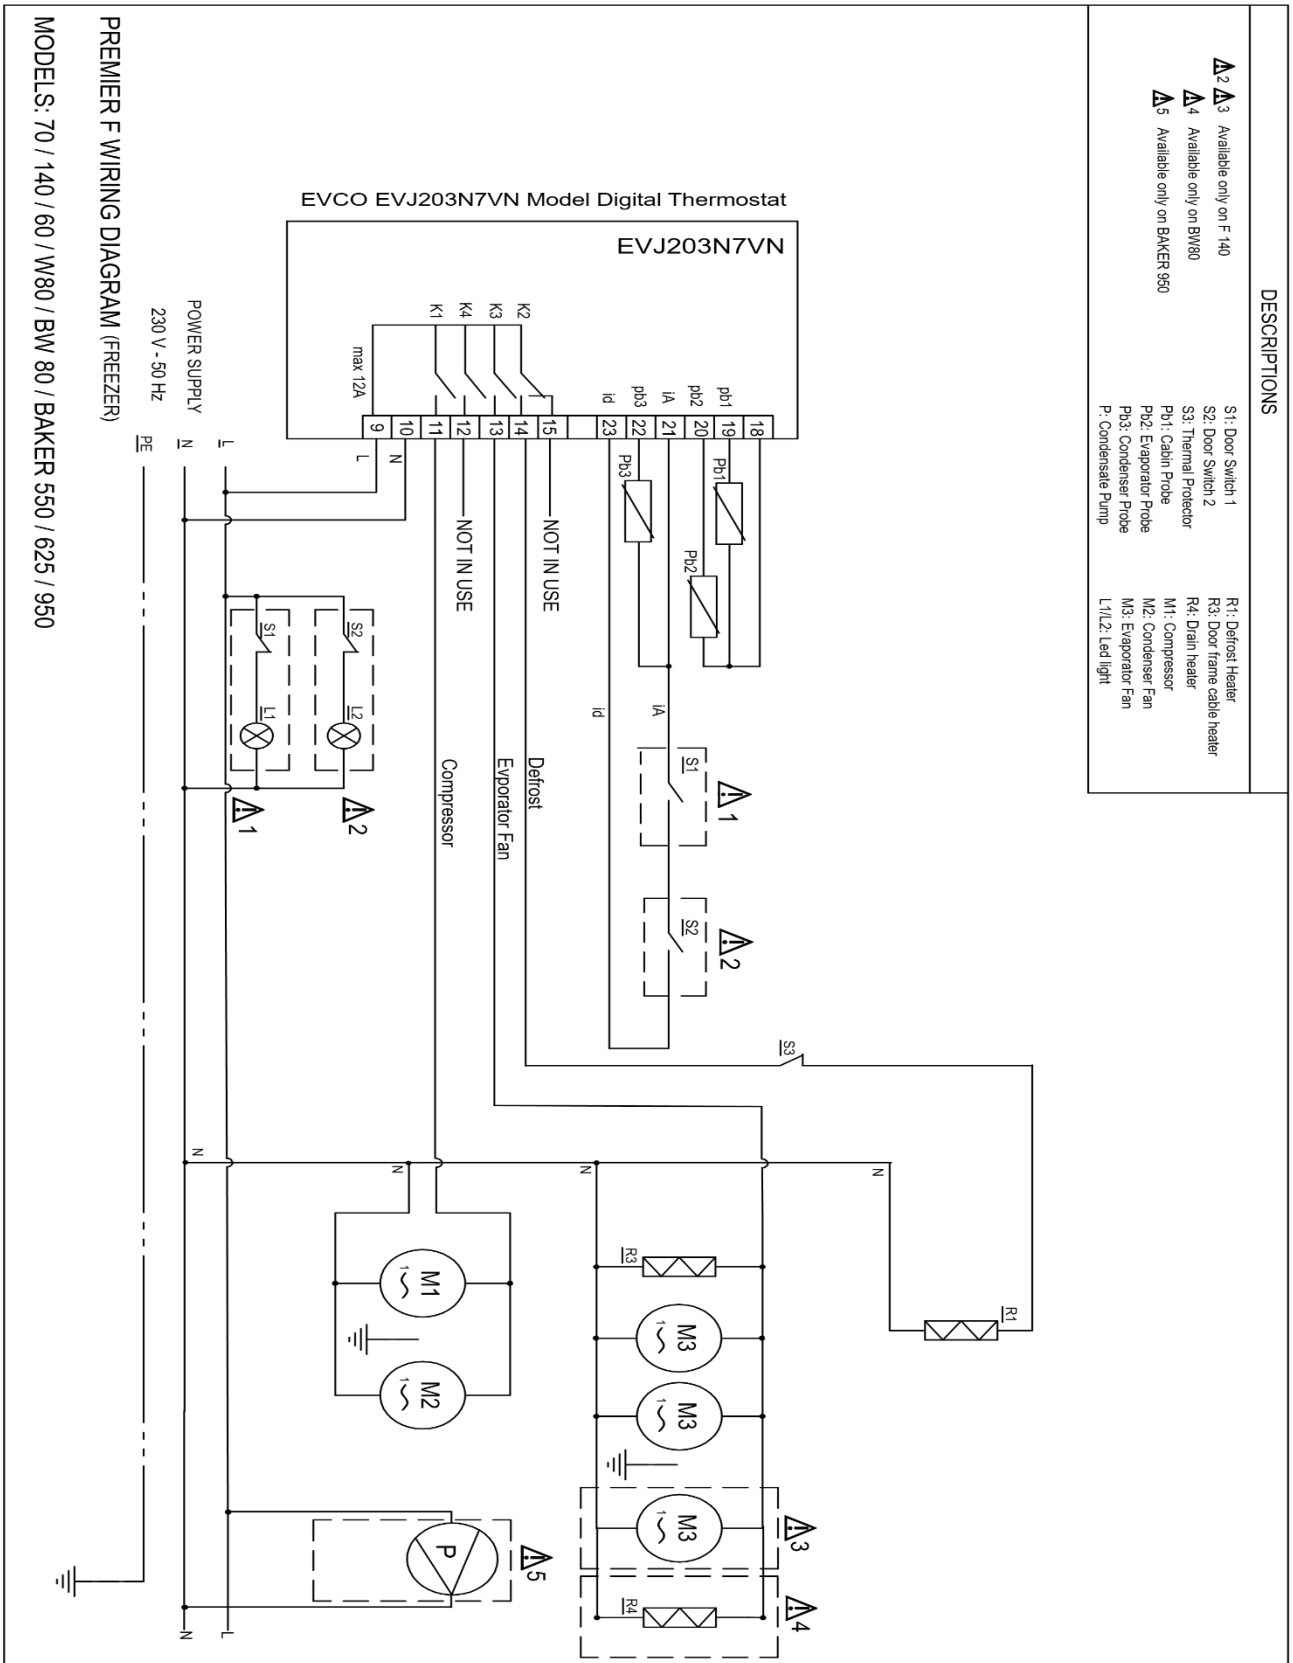 DESCRIPTIONS
2 3 Available only on F 140
4 Available only on BW80
5 Available only on BAKER 950
S1: Door Switch 1
S2: Door Switch 2
S3: Thermal Protector
Pb1: Cabin Probe
Pb2: Evaporator Probe
Pb3: Condenser Probe
P: Condensate Pump
R1: Defrost Heater
R3: Door frame cable heater
R4: Drain heater
M1: Compressor
M2: Condenser Fan
M3: Evaporator Fan
L1/L2: Led light
EVCO EVJ203N7VN Model Digital Thermostat
EVJ203N7VN
K1
K4
K3
K2
max 12A
id
pb3
iA
pb2
pb1
9
10
11
12
13
14
15
23
22
21
20
19
18
L
N
NOT IN USE
NOT IN USE
Pb3
Pb1
Pb2
id
iA
S1
1
S2
2
S3
Defrost
Evporator Fan
Compressor
S1
L1
1
S2
L2
2
N
N
N
N
R1
R3
M3
1
M3
1
M3
1
3
R4
4
M1
1
M2
1
P
5
L
N
PE
N
L
POWER SUPPLY
230 V - 50 Hz
PREMIER F WIRING DIAGRAM (FREEZER)
MODELS: 70 / 140 / 60 / W80 / BW 80 / BAKER 550 / 625 / 950